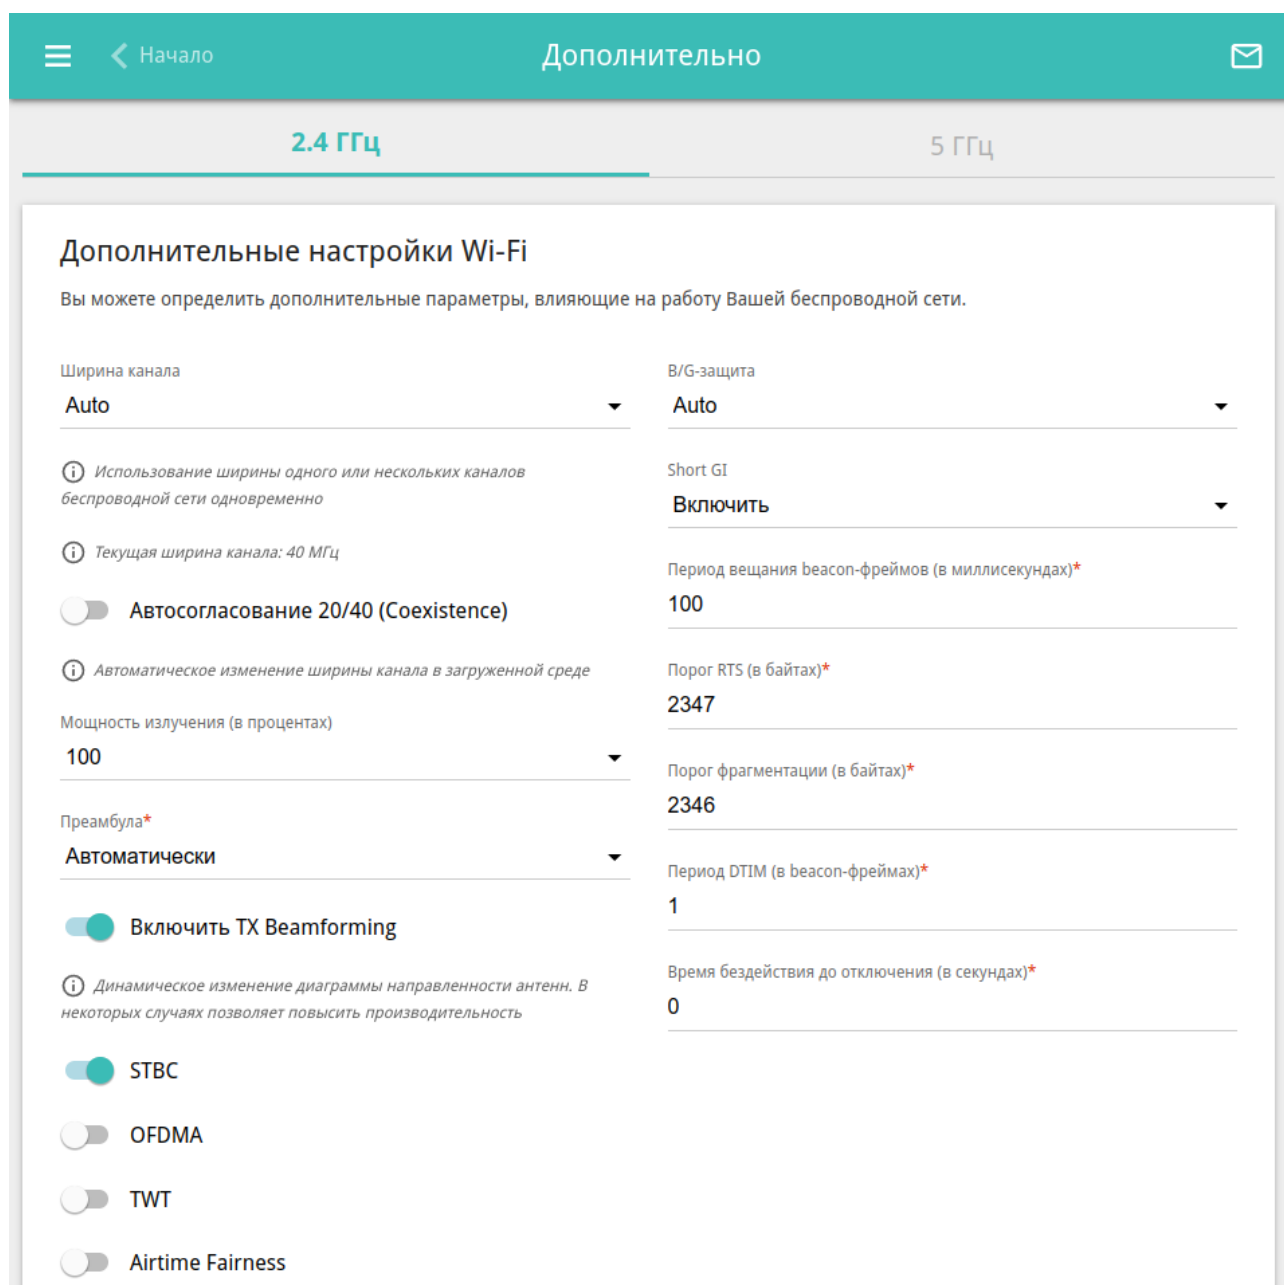 Начало
Дополнительно
2.4 ГГц
5 ГГц
Дополнительные настройки Wi-Fi
Вы можете определить дополнительные параметры, влияющие на работу Вашей беспроводной сети.
Ширина канала
Auto
Использование ширины одного или нескольких каналов
беспроводной сети одновременно
Текущая ширина канала: 40 МГц
Автосогласование 20/40 (Coexistence)
Автоматическое изменение ширины канала в загруженной среде
Мощность излучения (в процентах)
100
Преамбула*
Автоматически
Включить TX Beamforming
Динамическое изменение диаграммы направленности антенн. В
некоторых случаях позволяет повысить производительность
STBC
OFDMA
TWT
Airtime Fairness
B/G-защита
Auto
Short GI
Включить
Период вещания beacon-фреймов (в миллисекундах)*
100
Порог RTS (в байтах)*
2347
Порог фрагментации (в байтах)*
2346
Период DTIM (в beacon-фреймах)*
1
Время бездействия до отключения (в секундах)*
0